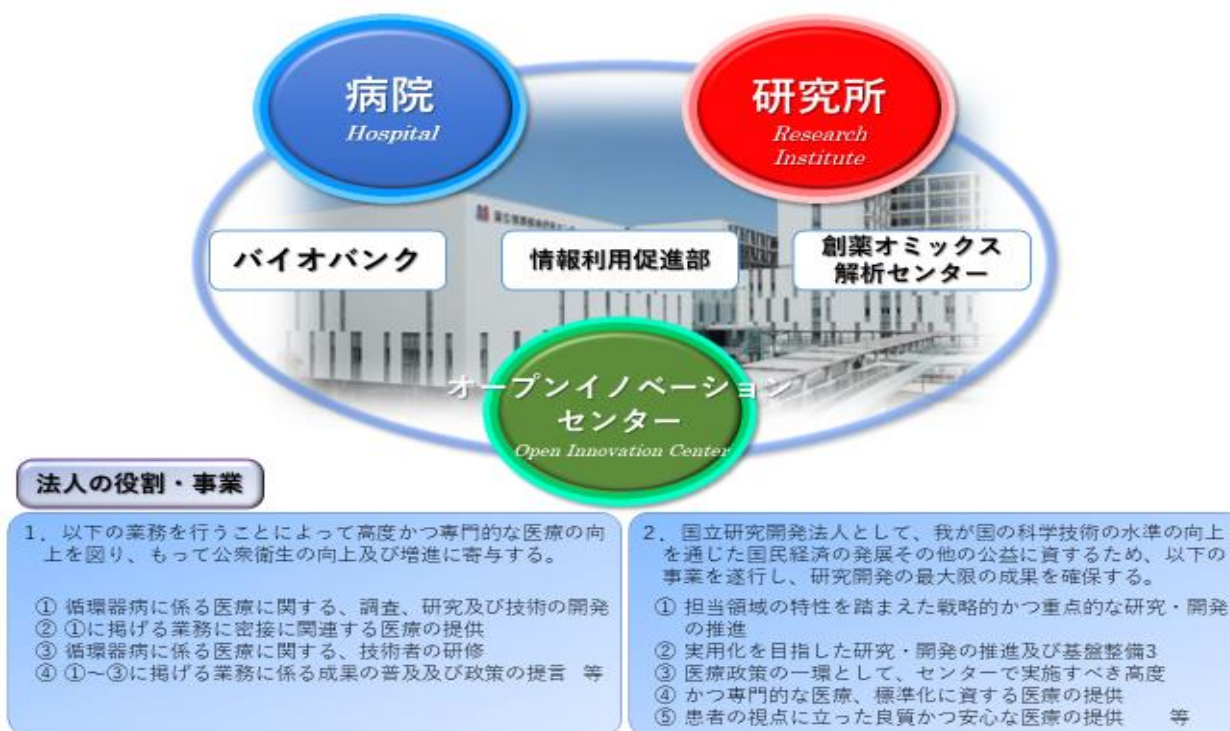 病院
Hospital
研究所
Research
Institute
バイオバンク
情報利用促進部
創薬オミックス
解析センター
オープンイノベーション
センター
Open Innovation Center
法人の役割・事業
1. 以下の業務を行うことによって高度かつ専門的な医療の向
上を図り、もって公衆衛生の向上及び増進に寄与する。
① 循環器病に係る医療に関する、調査、研究及び技術の開発
② ①に掲げる業務に密接に関連する医療の提供
③ 循環器病に係る医療に関する、技術者の研修
④ ①～③に掲げる業務に係る成果の普及及び政策の提言 等
2. 国立研究開発法人として、我が国の科学技術の水準の向上
を通じた国民経済の発展その他の公益に資するため、以下の
事業を遂行し、研究開発の最大限の成果を確保する。
① 担当領域の特性を踏まえた戦略的かつ重点的な研究・開発
の推進
② 実用化を目指した研究・開発の推進及び基盤整備3
③ 医療政策の一環として、センターで実施すべき高度
④ かつ専門的な医療、標準化に資する医療の提供
⑤ 患者の視点に立った良質かつ安心な医療の提供 等